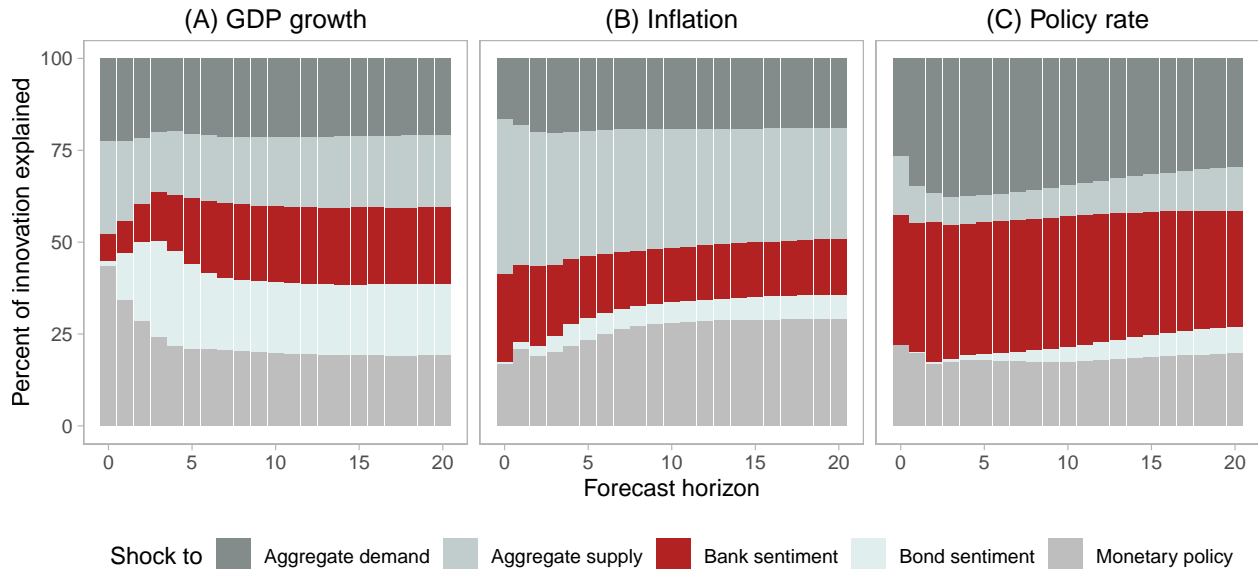 (A) GDP growth (B) Inflation (C) Policy rate
Percent of innovation explained
100
75
50
25
0
0 5 10 15 20 0 5 10 15 20 0 5 10 15 20
Forecast horizon
Shock to Aggregate demand Aggregate supply Bank sentiment Bond sentiment Monetary policy